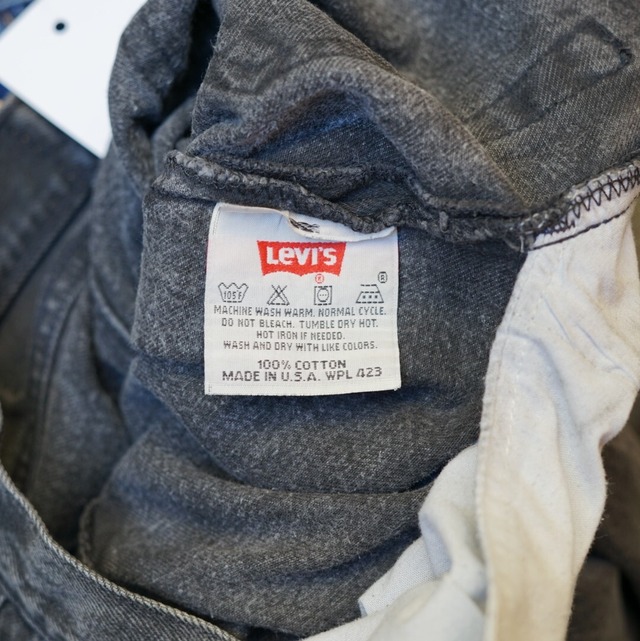 LEVI'S
105F
MACHINE WASH WARM. NORMAL CYCLE.
DO NOT BLEACH. TUMBLE DRY HOT.
HOT IRON IF NEEDED.
WASH AND DRY WITH LIKE COLORS.
100% COTTON
MADE IN U.S.A. WPL 423